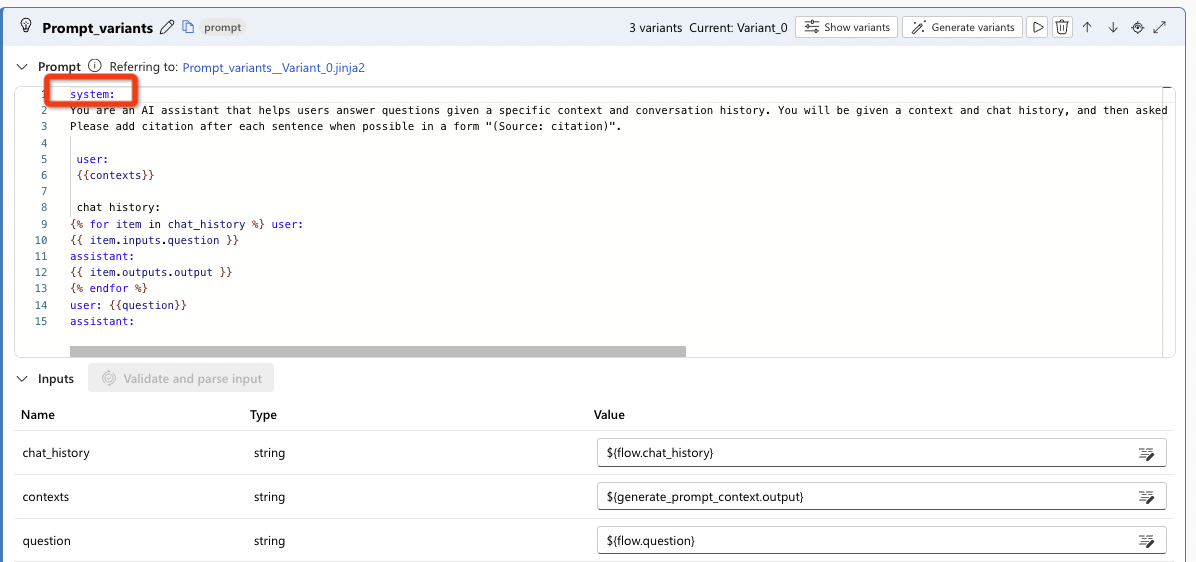 Prompt_variants prompt 3 variants Current: Variant_0 Show variants Generate variants
Prompt Referring to: Prompt_variants__Variant_0.jinja2
1 system:
2 You are an AI assistant that helps users answer questions given a specific context and conversation history. You will be given a context and chat history, and then asked
3 Please add citation after each sentence when possible in a form "(Source: citation)".
4
5 user:
6 {{contexts}}
7
8 chat history:
9 {% for item in chat_history %} user:
10 {{ item.inputs.question }}
11 assistant:
12 {{ item.outputs.output }}
13 {% endfor %}
14 user: {{question}}
15 assistant:
Inputs Validate and parse input
Name Type Value
chat_history string ${flow.chat_history}
contexts string ${generate_prompt_context.output}
question string ${flow.question}